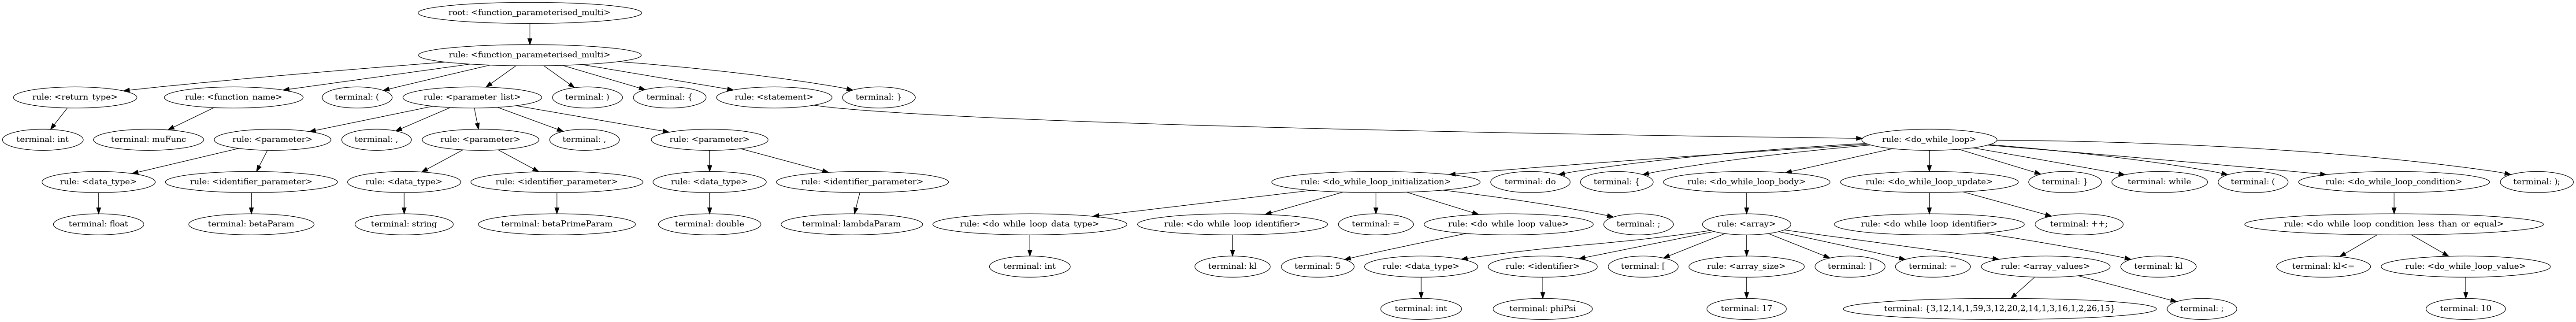 root: <function_parameterised_multi>
rule: <function_parameterised_multi>
rule: <return_type>
rule: <function_name>
terminal: (
rule: <parameter_list>
terminal: )
terminal: {
rule: <statement>
terminal: }
terminal: int
terminal: muFunc
rule: <parameter>
terminal: ,
rule: <parameter>
terminal: ,
rule: <parameter>
rule: <do_while_loop>
rule: <data_type>
rule: <identifier_parameter>
rule: <data_type>
rule: <identifier_parameter>
rule: <data_type>
rule: <identifier_parameter>
rule: <do_while_loop_initialization>
terminal: do
terminal: {
rule: <do_while_loop_body>
rule: <do_while_loop_update>
terminal: }
terminal: while
terminal: (
rule: <do_while_loop_condition>
terminal: );
terminal: float
terminal: betaParam
terminal: string
terminal: betaPrimeParam
terminal: double
terminal: lambdaParam
rule: <do_while_loop_data_type>
rule: <do_while_loop_identifier>
terminal: =
rule: <do_while_loop_value>
terminal: ;
rule: <array>
rule: <do_while_loop_identifier>
terminal: ++;
rule: <do_while_loop_condition_less_than_or_equal>
terminal: int
terminal: kl
terminal: 5
rule: <data_type>
rule: <identifier>
terminal: [
rule: <array_size>
terminal: ]
terminal: =
rule: <array_values>
terminal: kl
terminal: kl<=
rule: <do_while_loop_value>
terminal: int
terminal: phiPsi
terminal: 17
terminal: {3,12,14,1,59,3,12,20,2,14,1,3,16,1,2,26,15}
terminal: ;
terminal: 10